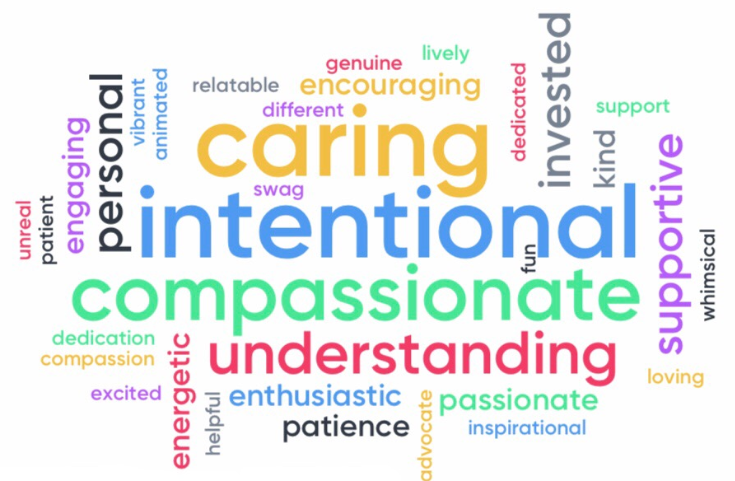 lively
genuine
relatable
encouraging
different
caring
dedicated
invested
support
kind
vibrant
animated
personal
engaging
unreal
patient
swag
intentional
fun
supportive
whimsical
compassionate
understanding
dedication
compassion
energetic
excited
helpful
enthusiastic
patience
advocate
passionate
inspirational
loving